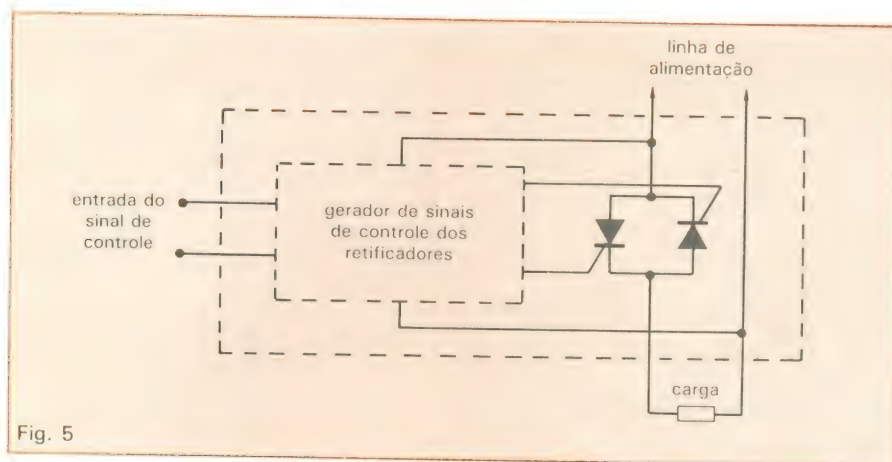 linha de
alimentação
entrada do
sinal de
controle
gerador de sinais
de controle dos
retificadores
carga
Fig. 5